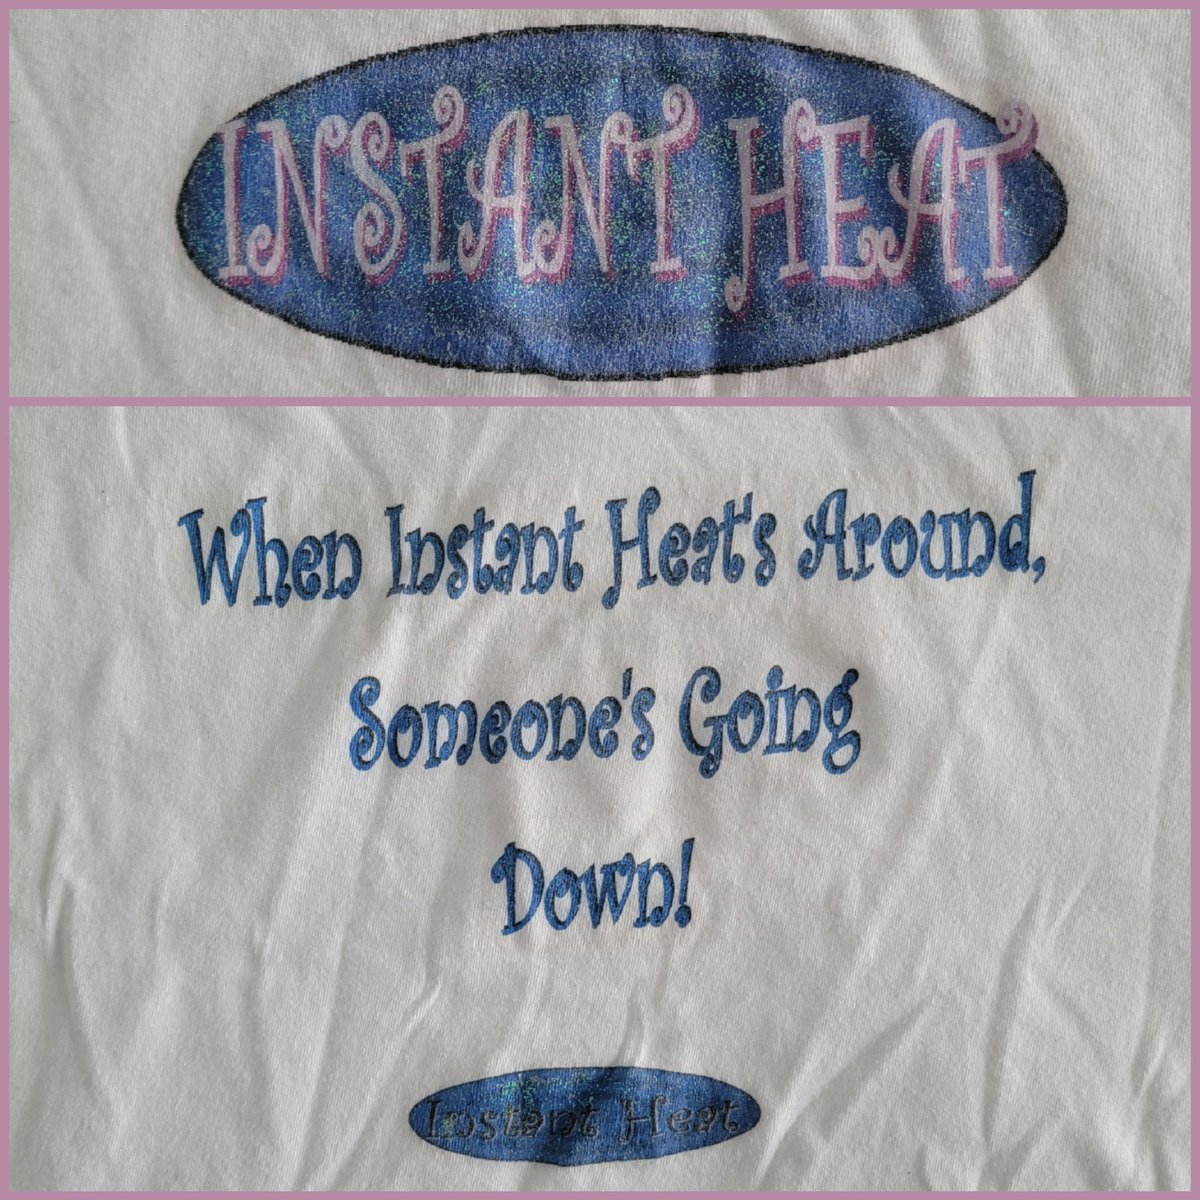 INSTANT HEAT
When Instant Heat's Around,
Someone's Going
Down!
Instant Heat